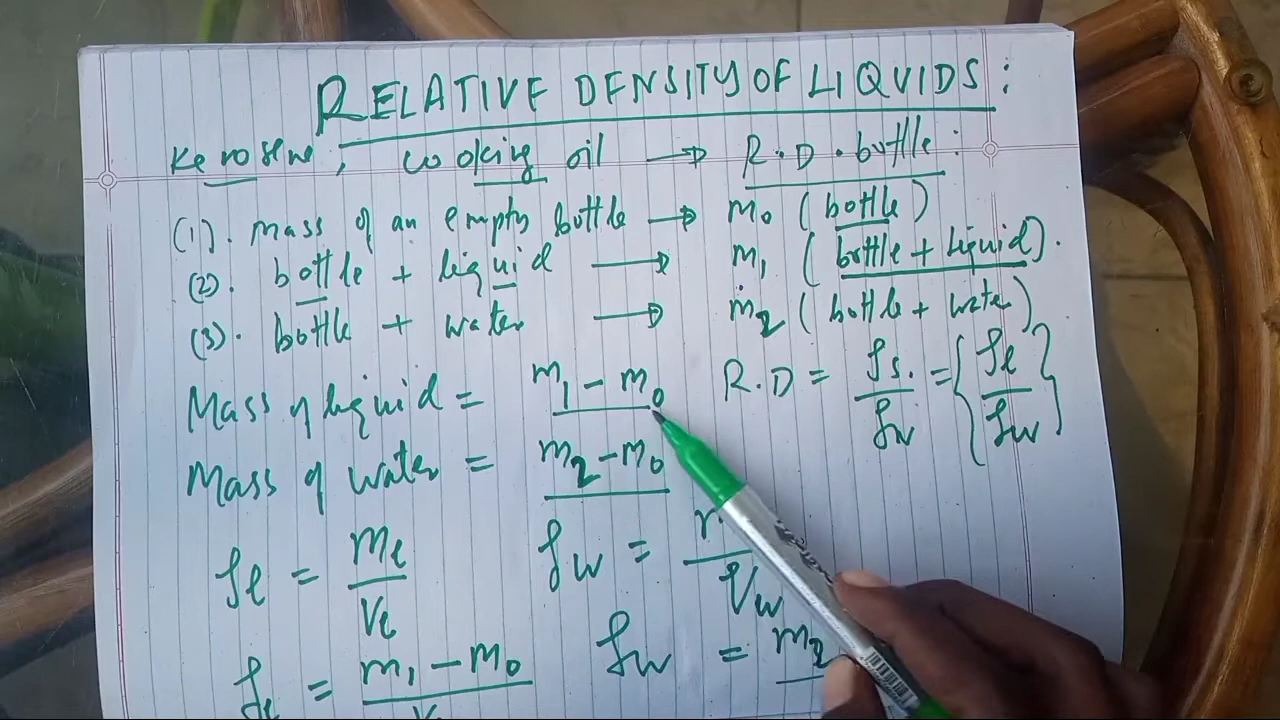 RELATIVE DENSITY OF LIQUIDS :
Kerosene, cooking oil → R.D. bottle :
(1). Mass of an empty bottle → m₀ (bottle)
(2). bottle + liquid → m₁ (bottle + liquid).
(3). bottle + water → m₂ (bottle + water)
Mass of liquid = m₁ - m₀
R.D = ρs. / ρw = { ρl / ρw }
Mass of water = m₂ - m₀
ρl = ml / Vl
ρw = / Vw
ρl = m₁ - m₀
ρw = m₂